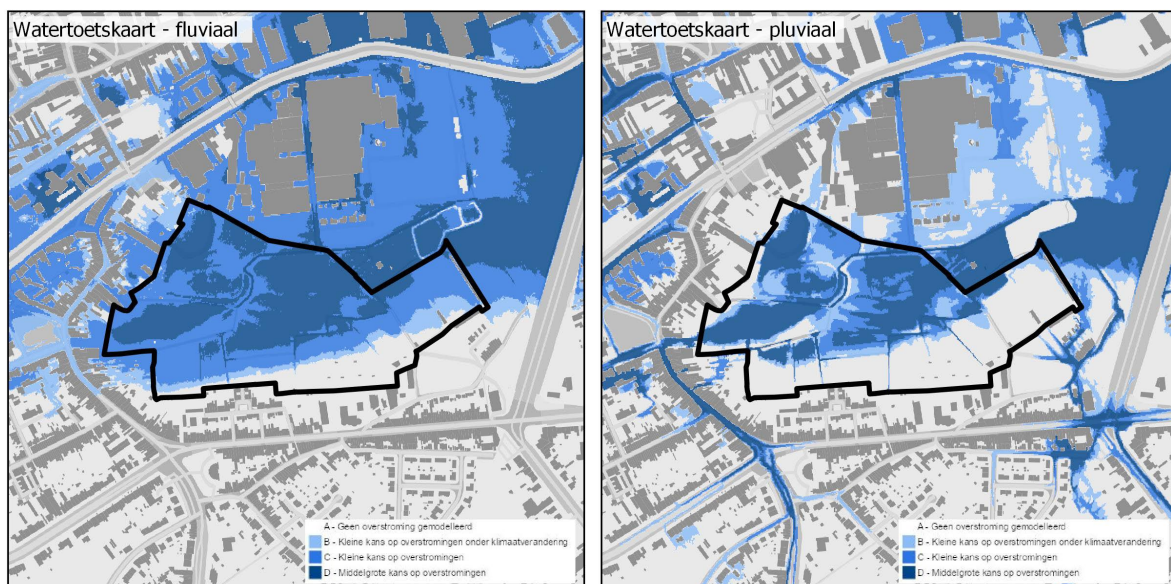 Watertoetskaart - fluviaal
A - Geen overstroming gemodelleerd
B - Kleine kans op overstromingen onder klimaatverandering
C - Kleine kans op overstromingen
D - Middelgrote kans op overstromingen
Watertoetskaart - pluviaal
A - Geen overstroming gemodelleerd
B - Kleine kans op overstromingen onder klimaatverandering
C - Kleine kans op overstromingen
D - Middelgrote kans op overstromingen